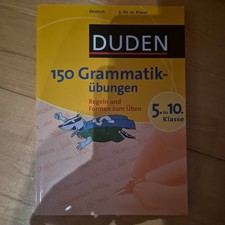 Deutsch 5. bis 10. Klasse
DUDEN
150 Grammatik-
übungen
Regeln und
Formen zum Üben
5. bis 10.
Klasse